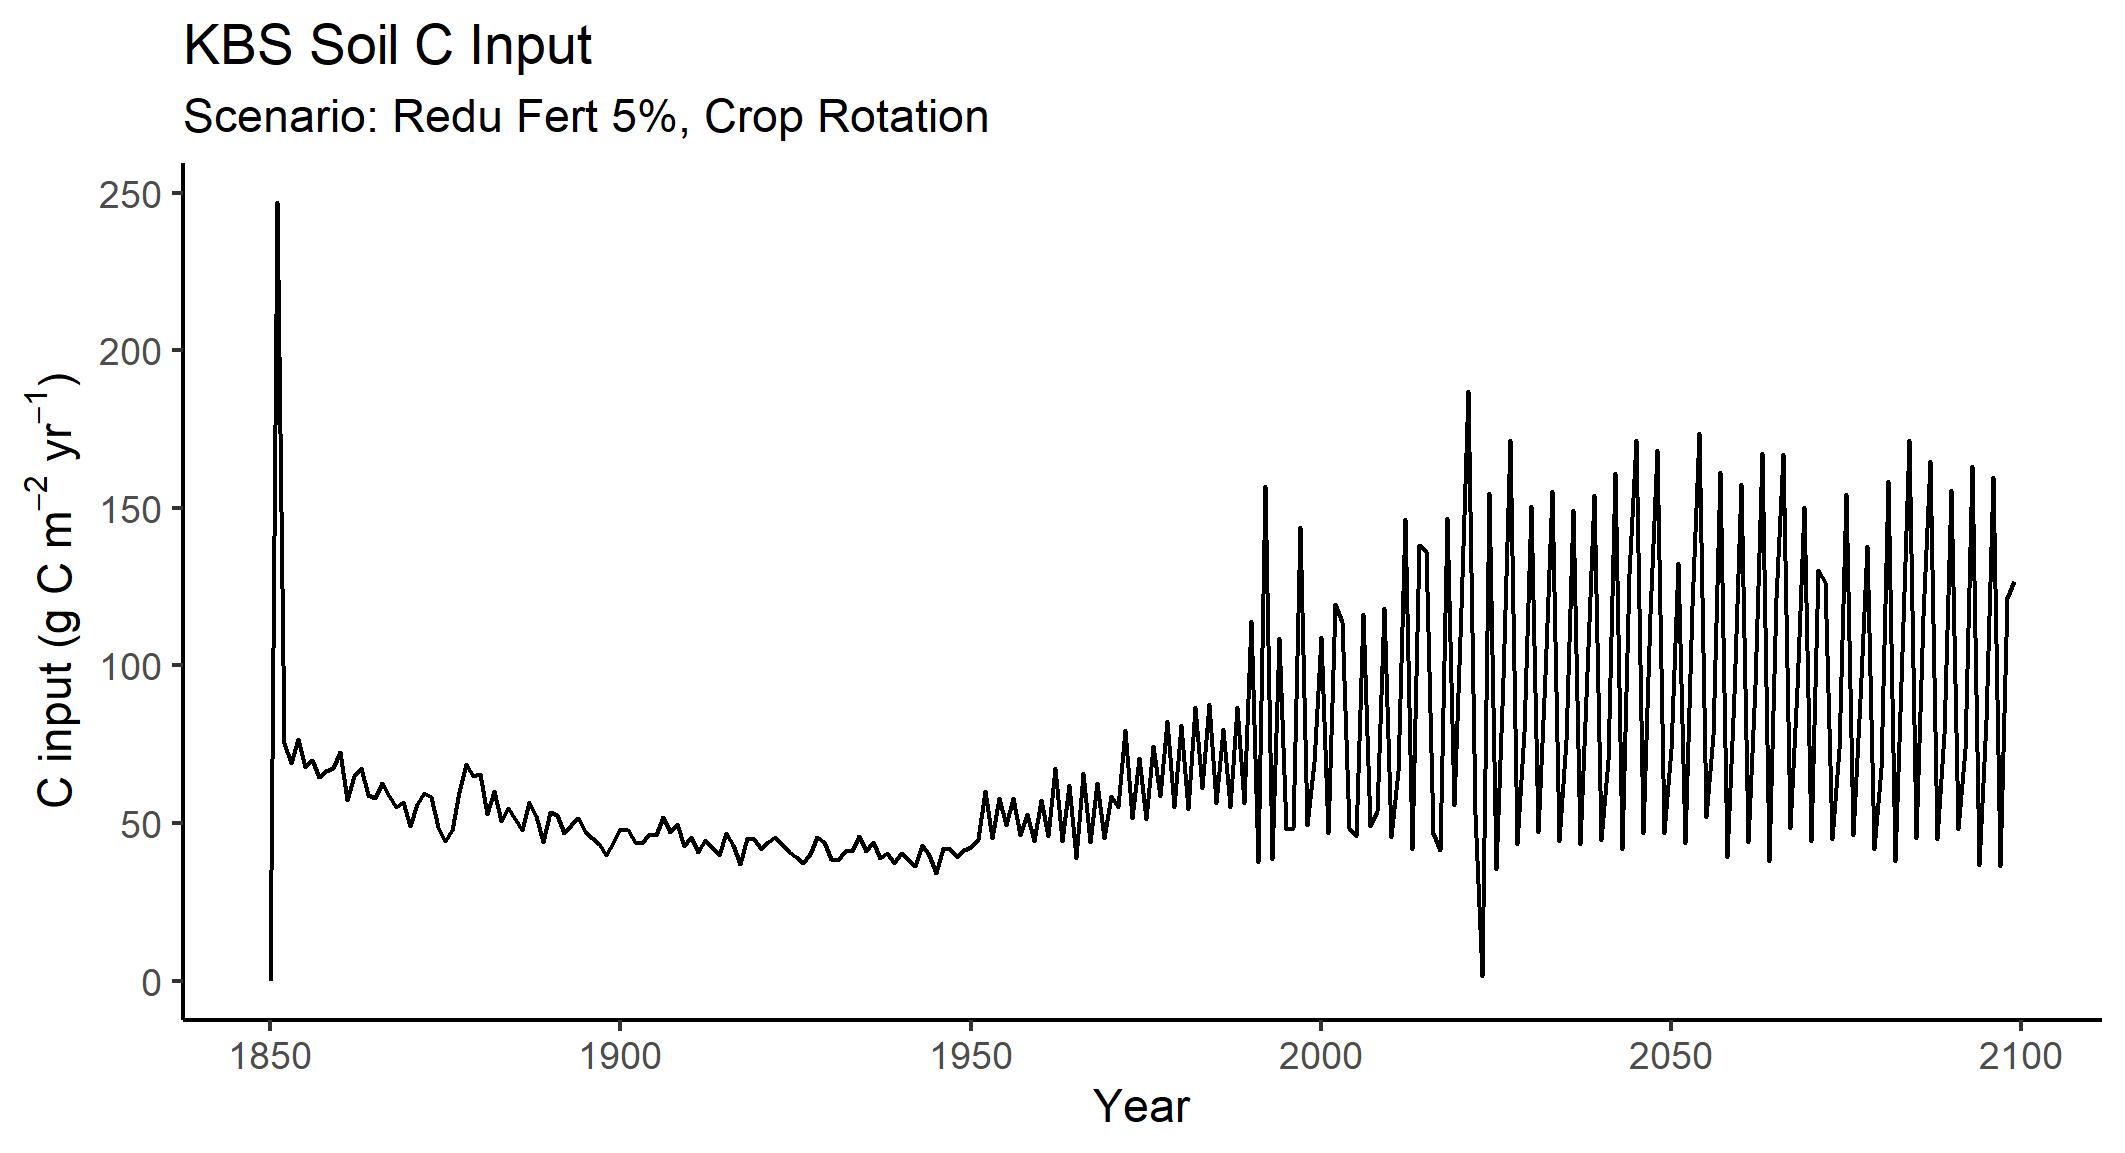 KBS Soil C Input
Scenario: Redu Fert 5%, Crop Rotation
C input (g C m⁻² yr⁻¹)
250
200
150
100
50
0
1850 1900 1950 2000 2050 2100
Year